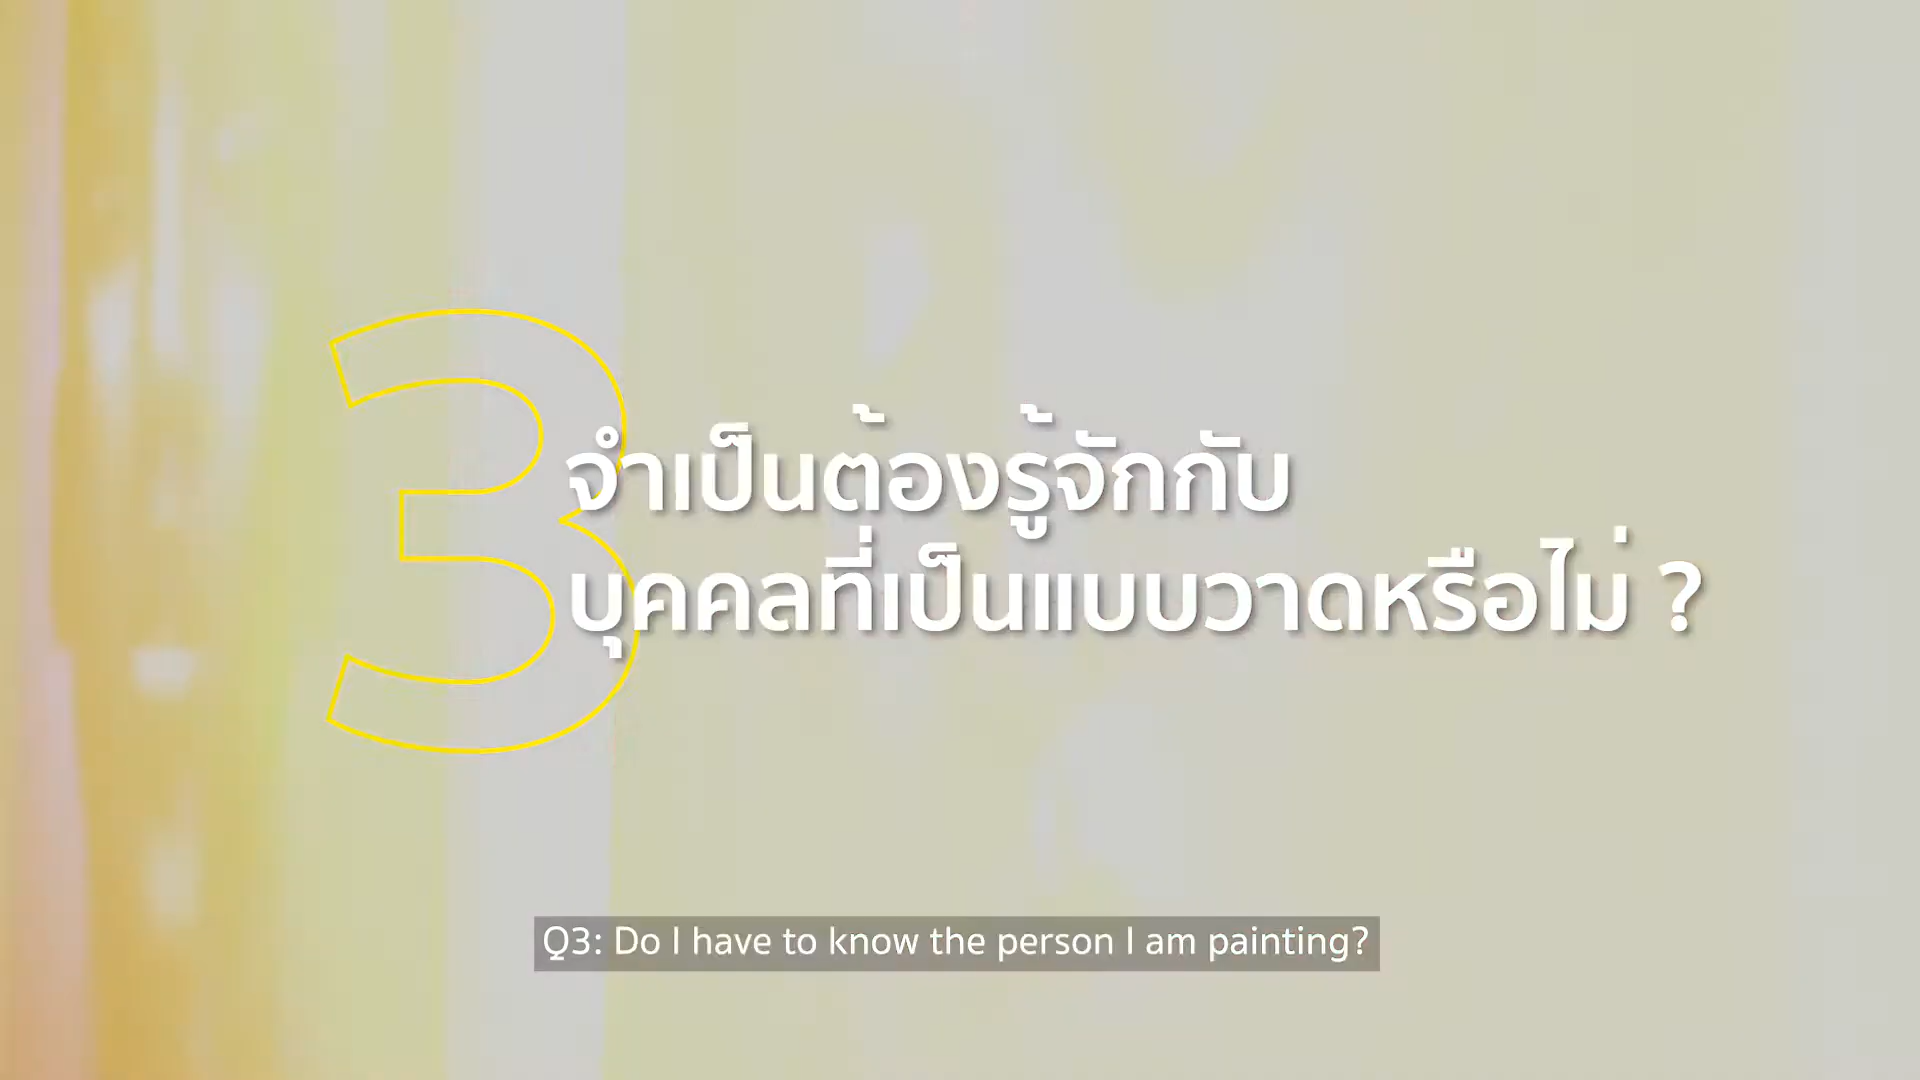 3
จำเป็นต้องรู้จักกับ
บุคคลที่เป็นแบบวาดหรือไม่ ?
Q3: Do I have to know the person I am painting?